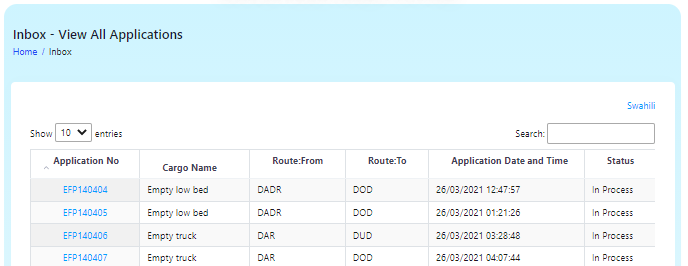 Inbox - View All Applications
Home / Inbox
Swahili
Show 10 entries Search:
Application No Cargo Name Route:From Route:To Application Date and Time Status
EFP140404 Empty low bed DADR DOD 26/03/2021 12:47:57 In Process
EFP140405 Empty low bed DADR DOD 26/03/2021 01:21:26 In Process
EFP140406 Empty truck DAR DUD 26/03/2021 03:28:48 In Process
EFP140407 Empty truck DAR DOD 26/03/2021 04:07:44 In Process